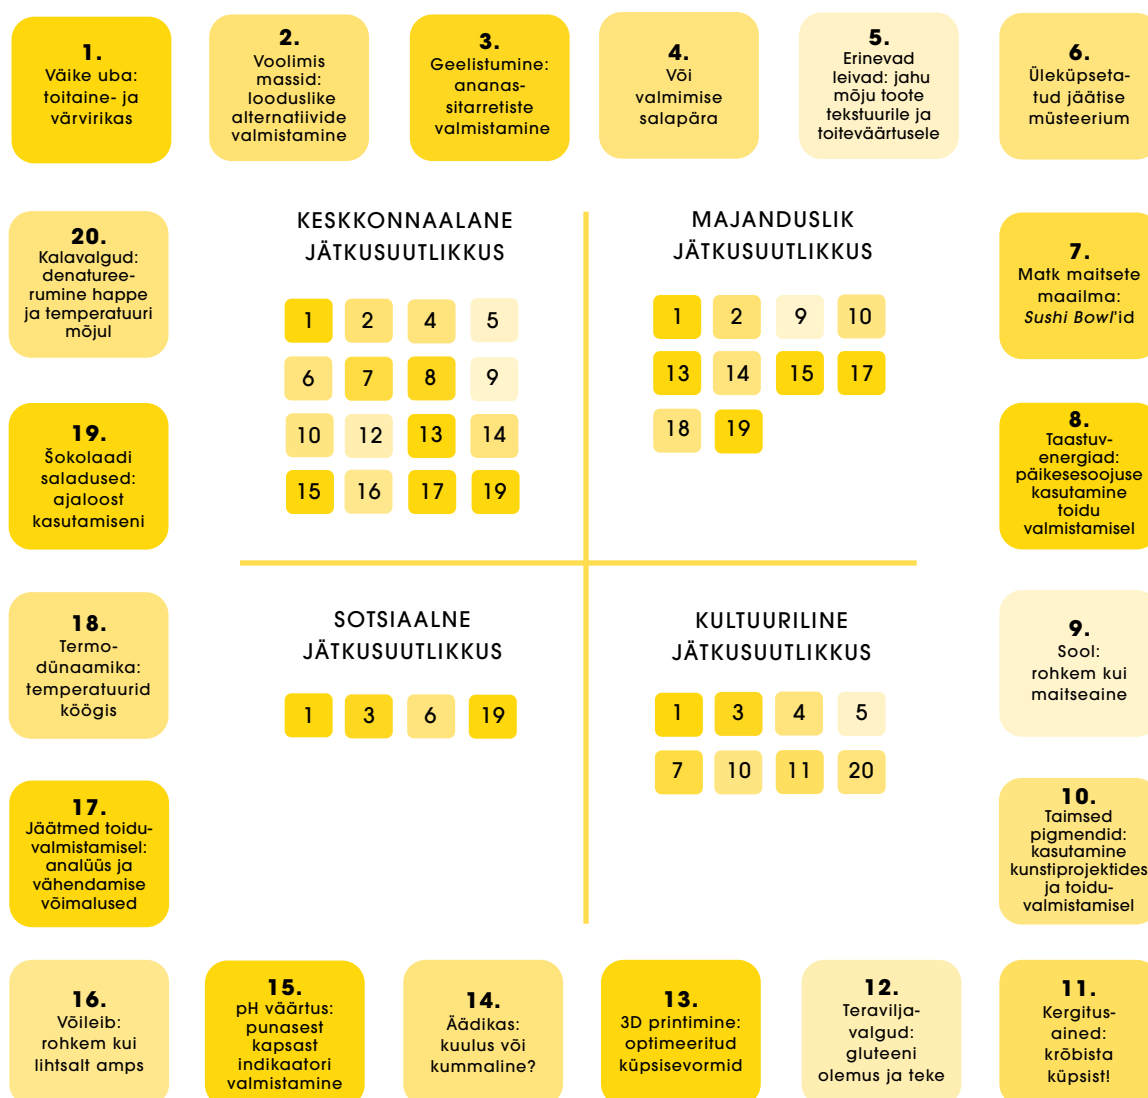 1.
Väike uba:
toitaine- ja
värvirikas
2.
Voolimis
massid:
looduslike
alternatiivide
valmistamine
3.
Geelistumine:
ananas-
sitarretiste
valmistamine
4.
Või
valmimise
salapära
5.
Erinevad
leivad: jahu
mõju toote
tekstuurile ja
toiteväärtusele
6.
Üleküpseta-
tud jäätise
müsteerium
20.
Kalavalgud:
denaturee-
rumine happe
ja temperatuuri
mõjul
KESKKONNAALANE
JÄTKUSUUTLIKKUS
1 2 4 5
6 7 8 9
10 12 13 14
15 16 17 19
MAJANDUSLIK
JÄTKUSUUTLIKKUS
1 2 9 10
13 14 15 17
18 19
7.
Matk maitsete
maailma:
Sushi Bowl'id
19.
Šokolaadi
saladused:
ajaloost
kasutamiseni
8.
Taastuv-
energiad:
päikesesoojuse
kasutamine
toidu
valmistamisel
18.
Termo-
dünaamika:
temperatuurid
köögis
SOTSIAALNE
JÄTKUSUUTLIKKUS
1 3 6 19
KULTUURILINE
JÄTKUSUUTLIKKUS
1 3 4 5
7 10 11 20
9.
Sool:
rohkem kui
maitseaine
17.
Jäätmed toidu-
valmistamisel:
analüüs ja
vähendamise
võimalused
10.
Taimsed
pigmendid:
kasutamine
kunstiprojektides
ja toidu-
valmistamisel
16.
Võileib:
rohkem kui
lihtsalt amps
15.
pH väärtus:
punasest
kapsast
indikaatori
valmistamine
14.
Äädikas:
kuulus või
kummaline?
13.
3D printimine:
optimeeritud
küpsisevormid
12.
Teravilja-
valgud:
gluteeni
olemus ja teke
11.
Kergitus-
ained:
krõbista
küpsist!